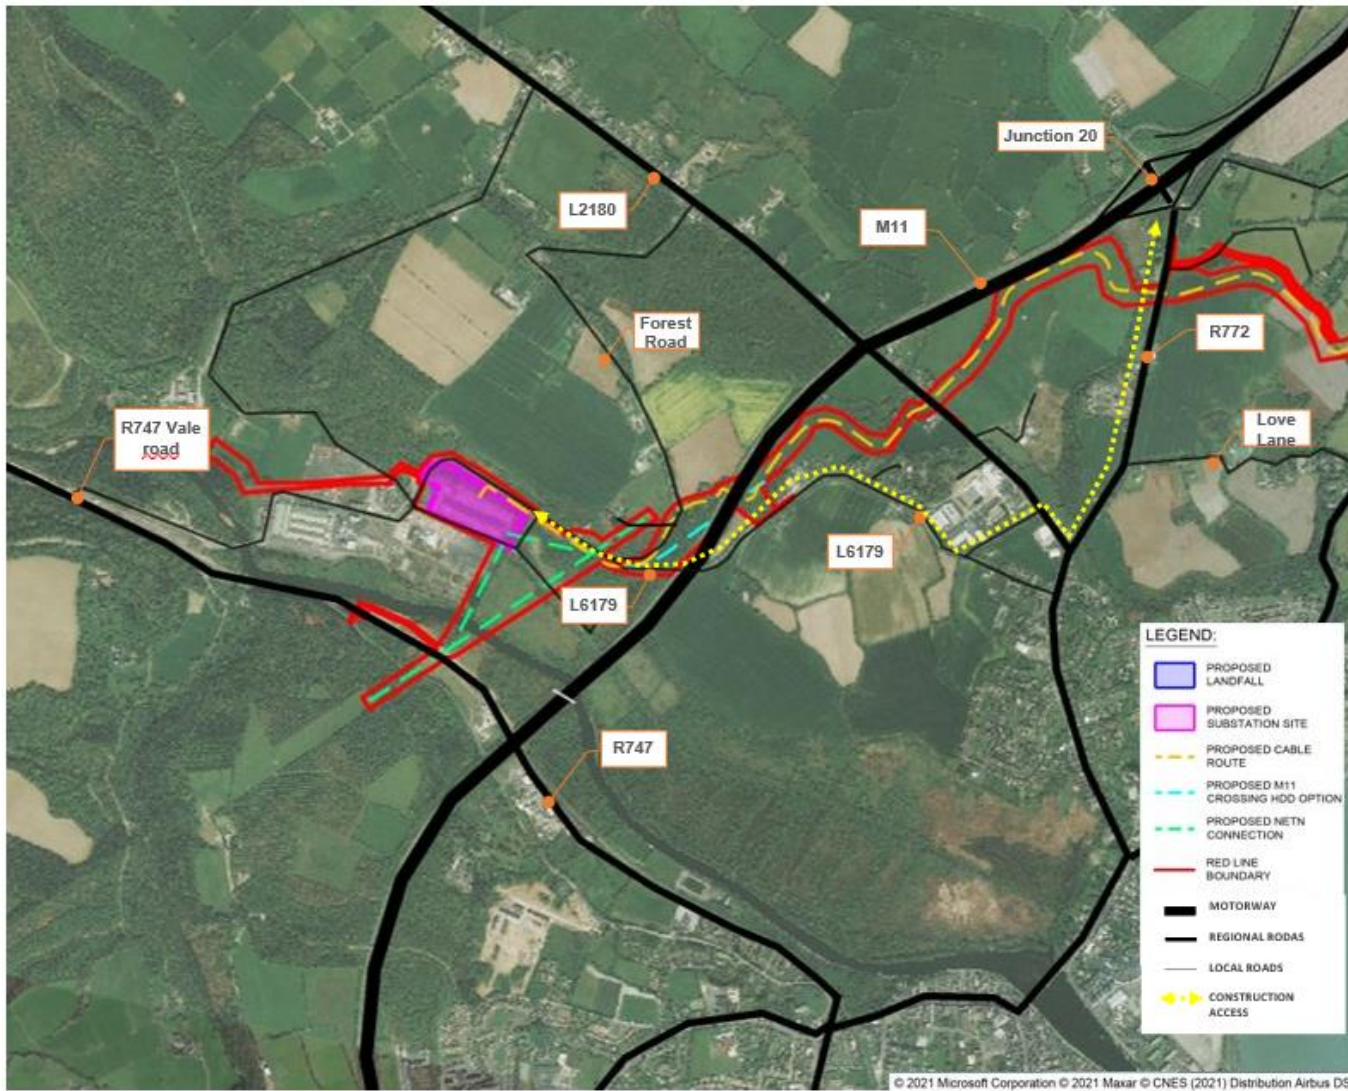 Junction 20
L2180
M11
Forest
Road
R772
R747 Vale
road
Love
Lane
L6179
L6179
R747
LEGEND:
PROPOSED
LANDFALL
PROPOSED
SUBSTATION SITE
PROPOSED CABLE
ROUTE
PROPOSED M11
CROSSING HDD OPTION
PROPOSED NETN
CONNECTION
RED LINE
BOUNDARY
MOTORWAY
REGIONAL RODAS
LOCAL ROADS
CONSTRUCTION
ACCESS
© 2021 Microsoft Corporation © 2021 Maxar © CNES (2021) Distribution Airbus DS